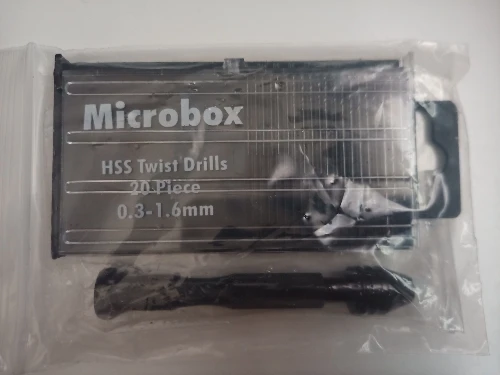 Microbox
HSS Twist Drills
20 Piece
0.3-1.6mm